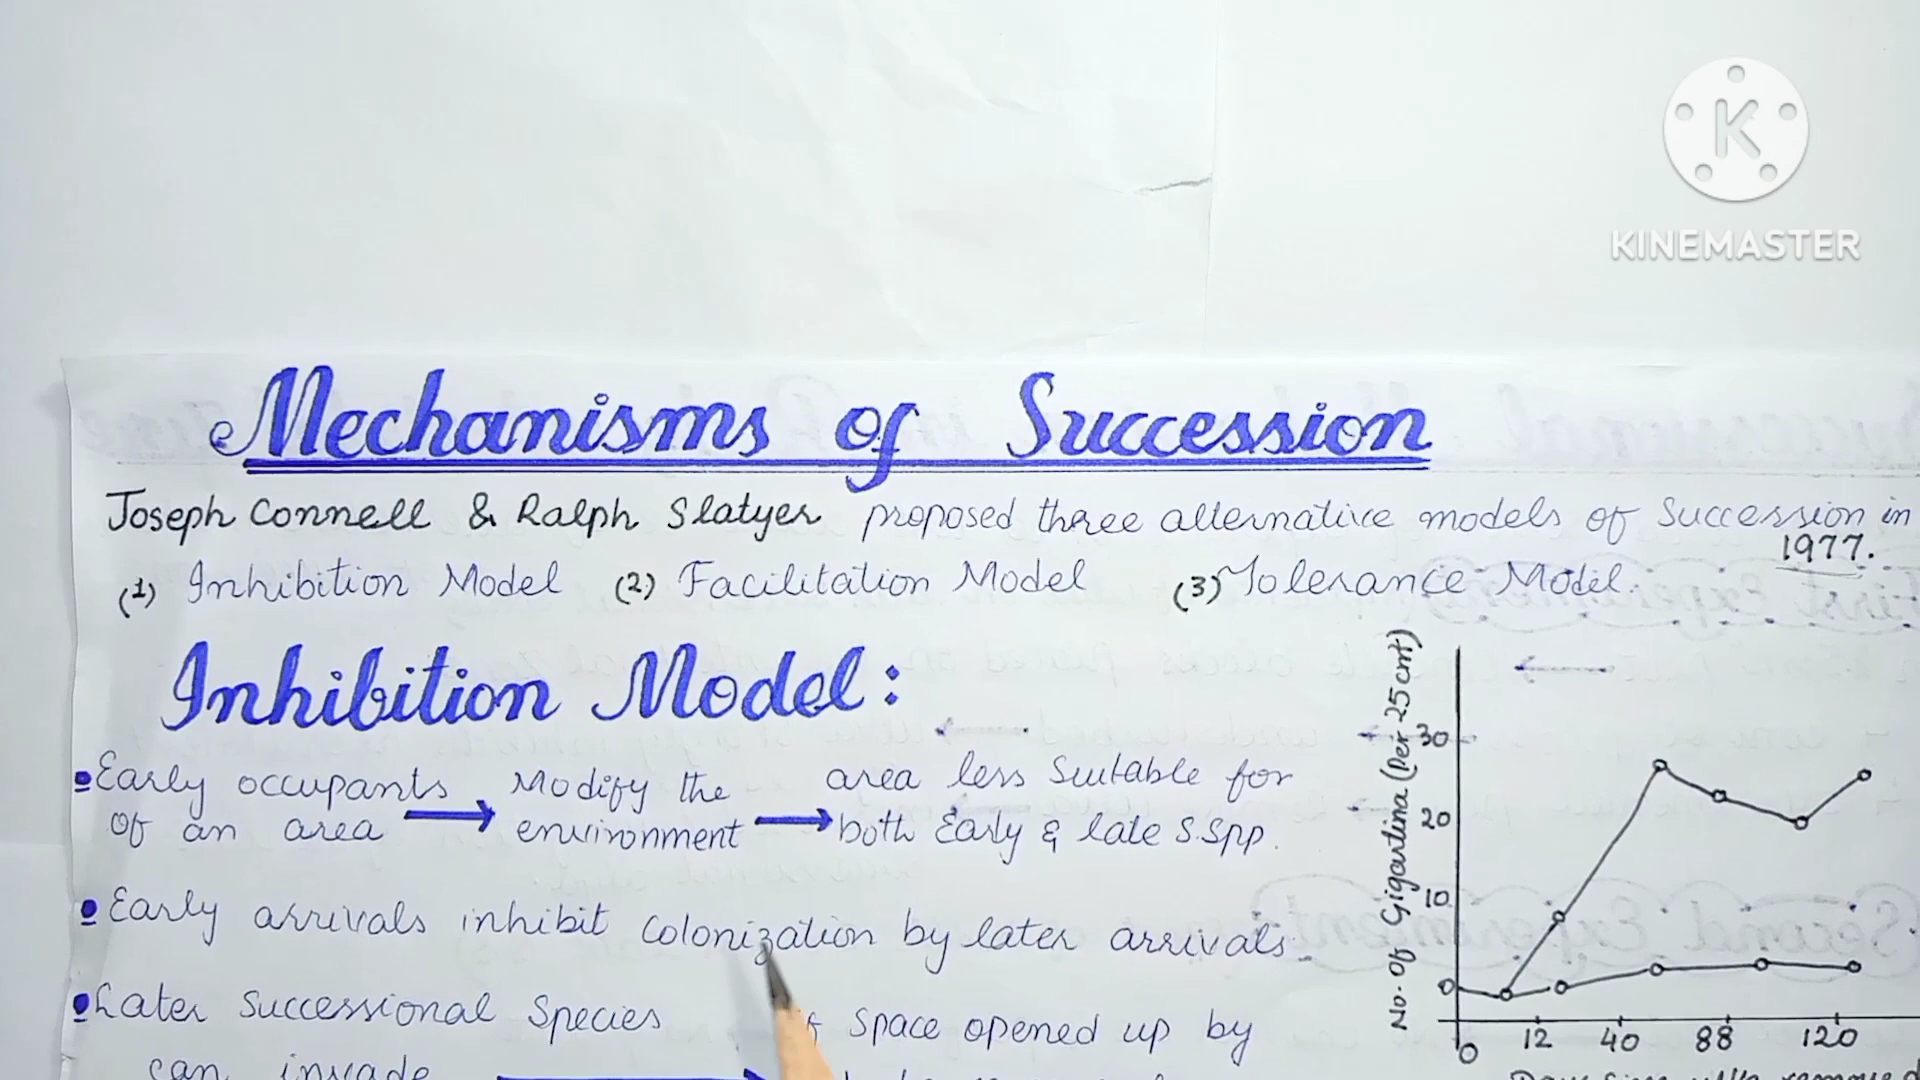 K
KINEMASTER
Mechanisms of Succession
Joseph Connell & Ralph Slatyer proposed three alternative models of Succession in
1977.
(1) Inhibition Model (2) Facilitation Model (3) Tolerance Model.
Inhibition Model:
Early occupants
of an area
Modify the
environment
area less Suitable for
both Early & late S.Spp.
Early arrivals inhibit colonization by later arrivals.
Later Successional Species
space opened up by
can invade
No. of Gigartina (Per 25 cm²)
30
20
10
0
0 12 40 88 120
Days since